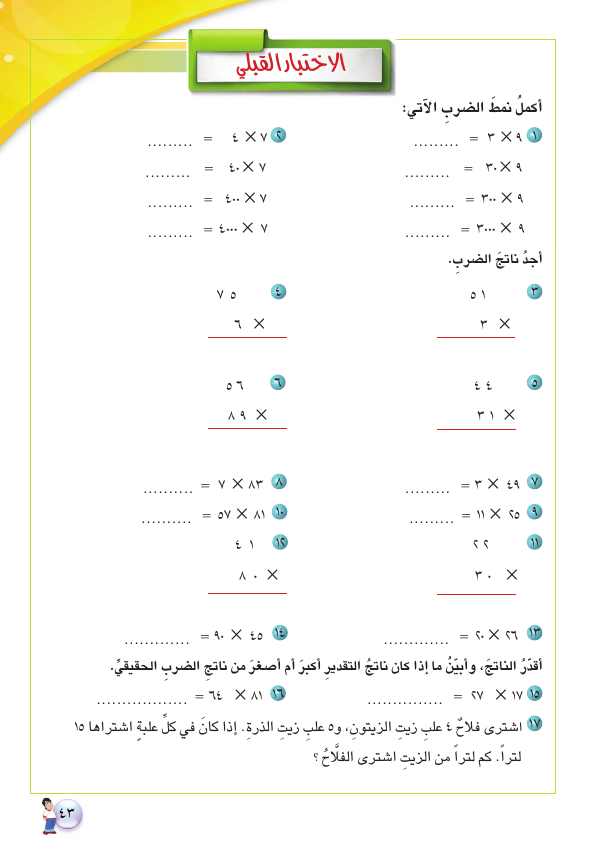 الاختبار القبلي
أكملُ نمطَ الضربِ الآتي:
١ ٩ × ٣ = .........
٢ ٧ × ٤ = .........
٩ × ٣٠ = .........
٧ × ٤٠ = .........
٩ × ٣٠٠ = .........
٧ × ٤٠٠ = .........
٩ × ٣٠٠٠ = .........
٧ × ٤٠٠٠ = .........
أجدُ ناتجَ الضربِ.
٣ ٥١
× ٣
٤ ٧٥
× ٦
٥ ٤٤
× ٣١
٦ ٥٦
× ٨٩
٧ ٤٩ × ٣ = .........
٨ ٨٣ × ٧ = ..........
٩ ٢٥ × ١١ = .........
١٠ ٨١ × ٥٧ = ..........
١١ ٢٢
× ٣٠
١٢ ٤١
× ٨٠
١٣ ٢٦ × ٢٠ = .............
١٤ ٤٥ × ٩٠ = .............
أقدّرُ الناتجَ، وأبيّنُ ما إذا كان ناتجُ التقديرِ أكبرَ أم أصغرَ من ناتجِ الضربِ الحقيقيِّ.
١٥ ١٧ × ٢٧ = ...............
١٦ ٨١ × ٦٤ = ..................
١٧ اشترى فلاحٌ ٤ علبِ زيتِ الزيتونِ، و٥ علبِ زيتِ الذرةِ. إذا كانَ في كلِّ علبةٍ اشتراها ١٥
لتراً. كم لتراً من الزيتِ اشترى الفلَّاحُ؟
٤٣